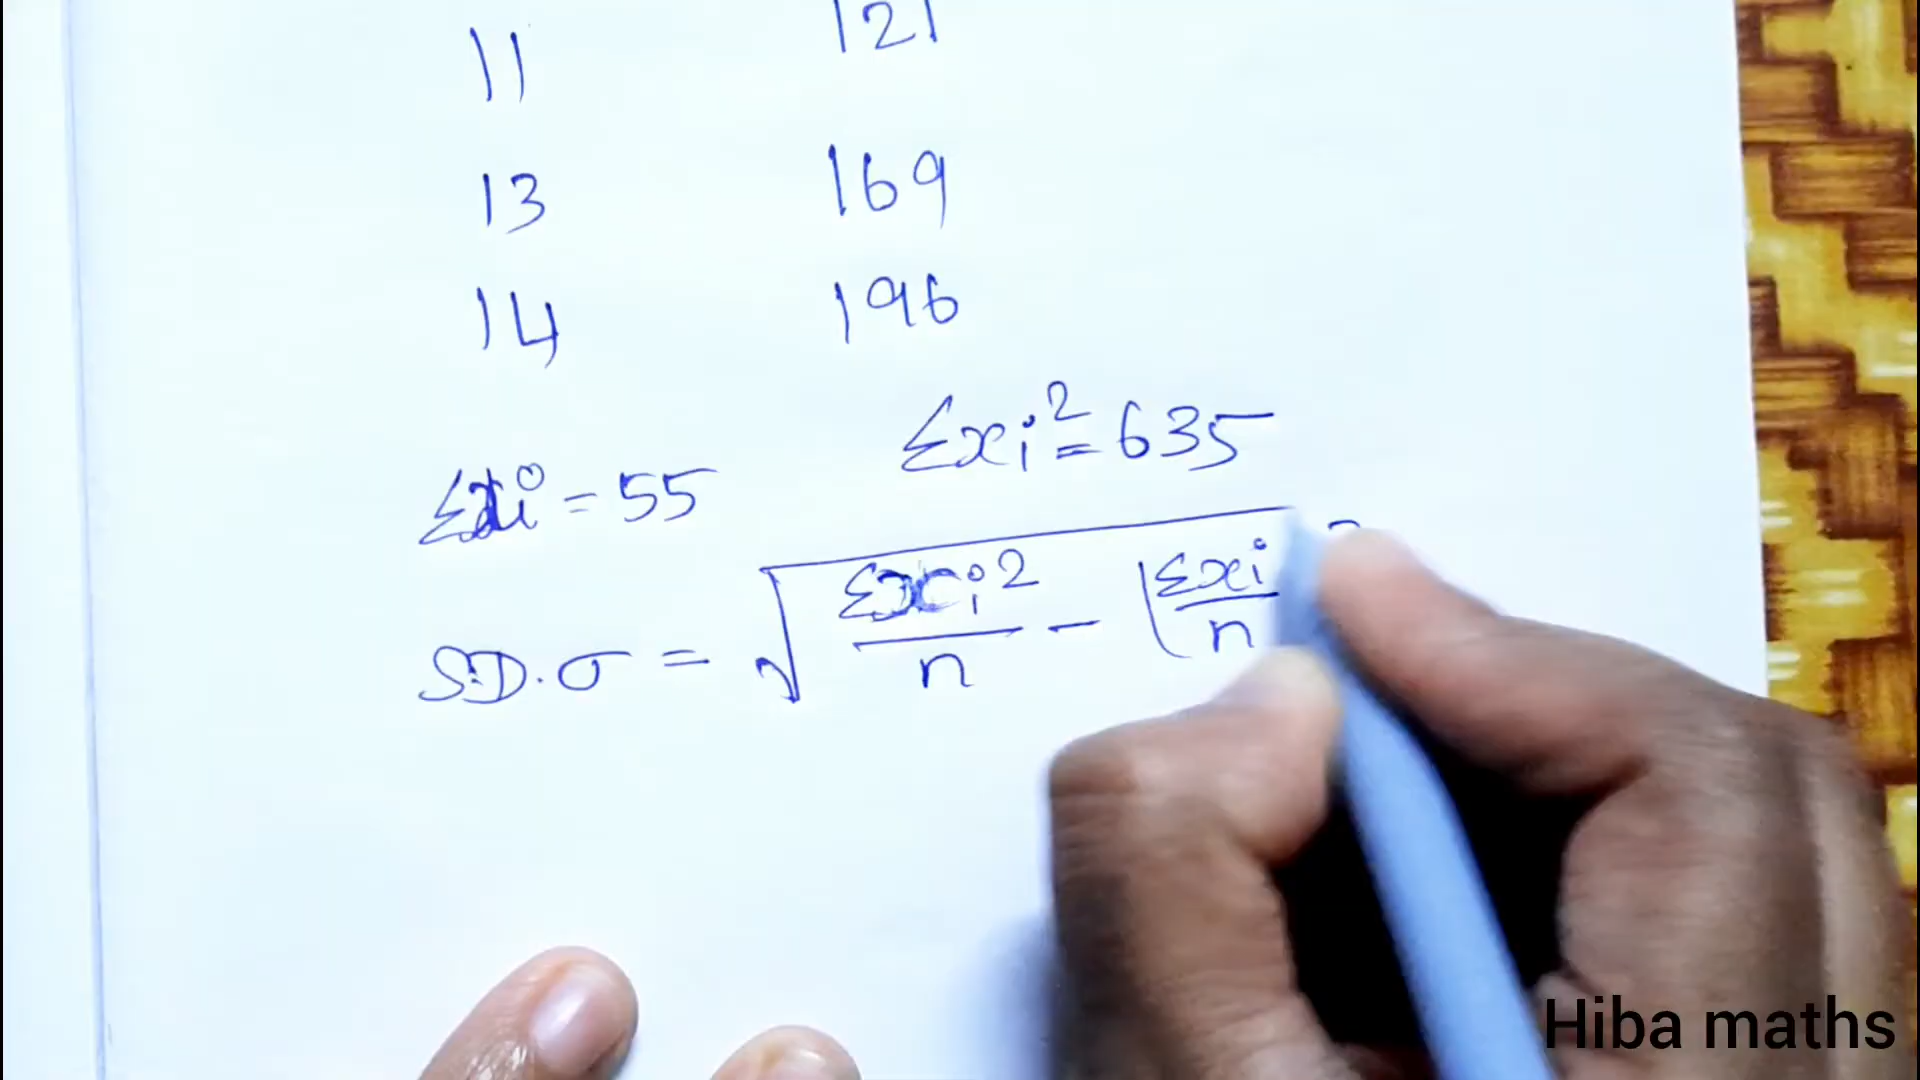 11 121
13 169
14 196
Σxi² = 635
Σxi = 55
S.D. σ = √ Σxi²/n - (Σxi/n
Hiba maths